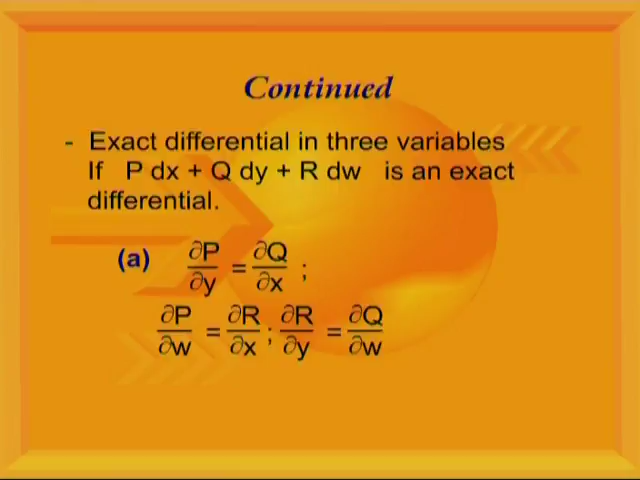 Continued
- Exact differential in three variables
If P dx + Q dy + R dw is an exact
differential.
(a) ∂P/∂y = ∂Q/∂x ;
∂P/∂w = ∂R/∂x ; ∂R/∂y = ∂Q/∂w